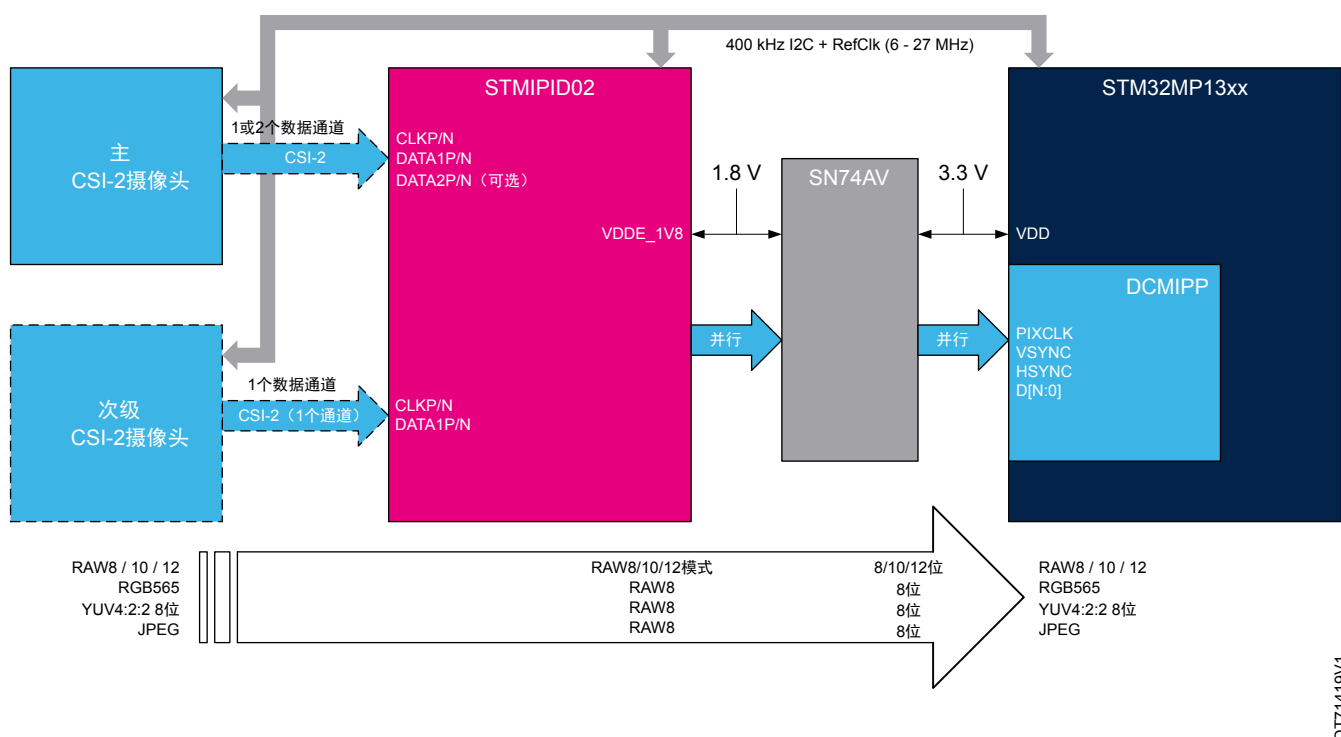 400 kHz I2C + RefClk (6 - 27 MHz)
主
CSI-2摄像头
1或2个数据通道
CSI-2
STMIPID02
CLKP/N
DATA1P/N
DATA2P/N（可选）
VDDE_1V8
1.8 V
SN74AV
3.3 V
STM32MP13xx
VDD
DCMIPP
PIXCLK
VSYNC
HSYNC
D[N:0]
并行
并行
次级
CSI-2摄像头
1个数据通道
CSI-2（1个通道）
CLKP/N
DATA1P/N
RAW8 / 10 / 12
RGB565
YUV4:2:2 8位
JPEG
RAW8/10/12模式
RAW8
RAW8
RAW8
8/10/12位
8位
8位
8位
RAW8 / 10 / 12
RGB565
YUV4:2:2 8位
JPEG